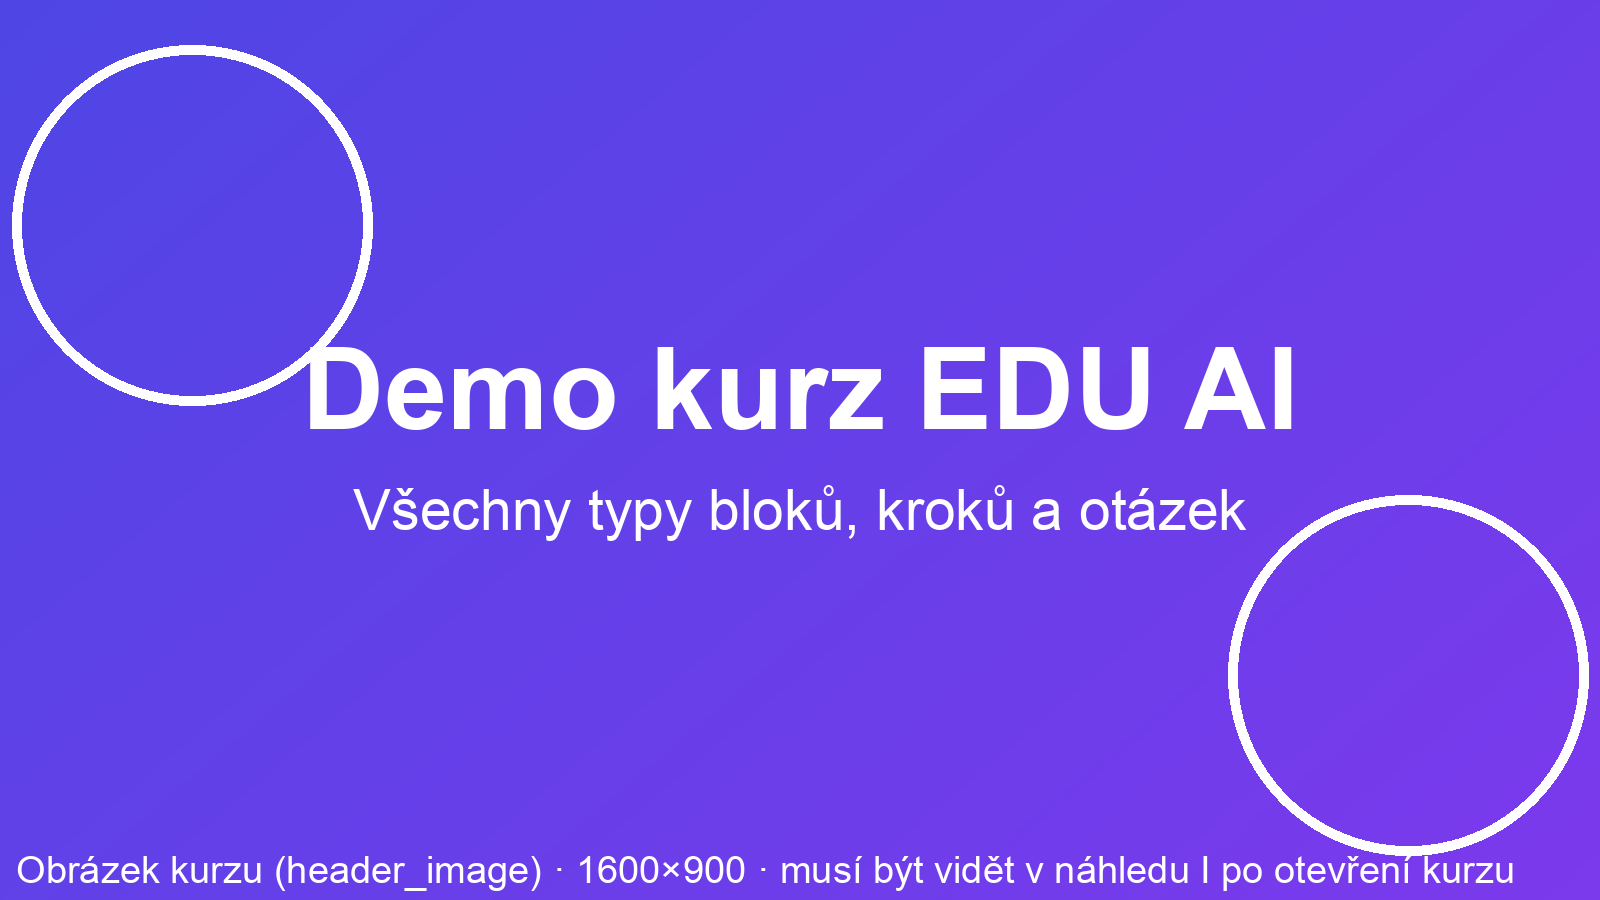 Demo kurz EDU AI
Všechny typy bloků, kroků a otázek
Obrázek kurzu (header_image) · 1600×900 · musí být vidět v náhledu I po otevření kurzu